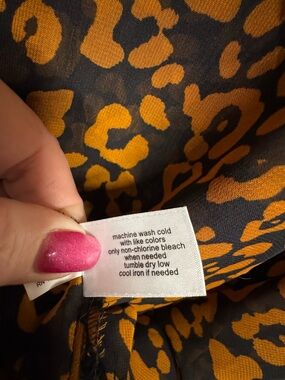 machine wash cold
with like colors
only non-chlorine bleach
when needed
tumble dry low
cool iron if needed